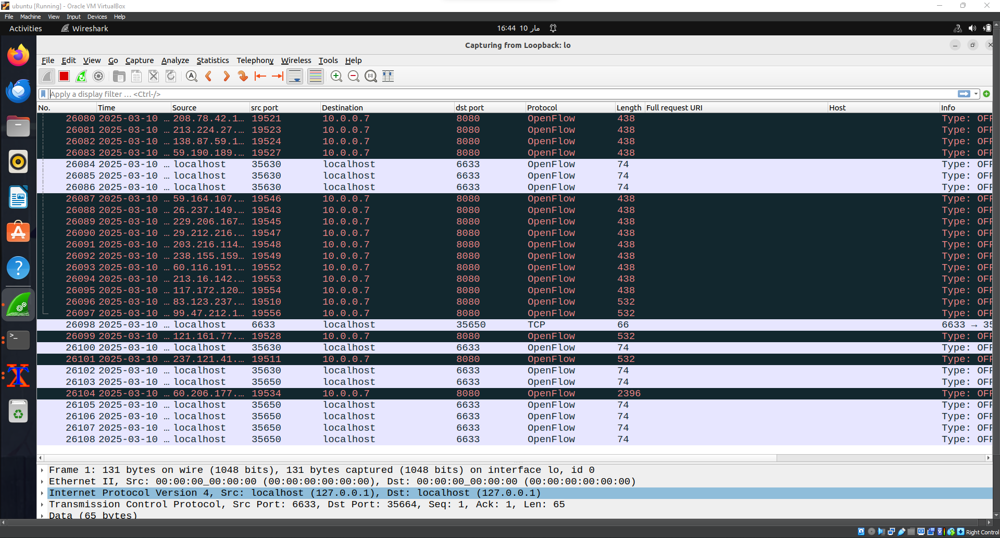 ubuntu [Running] - Oracle VM VirtualBox
File Machine View Input Devices Help
Activities Wireshark 16:44 10 مار
Capturing from Loopback: lo
File Edit View Go Capture Analyze Statistics Telephony Wireless Tools Help
Apply a display filter … <Ctrl-/>
No. Time Source src port Destination dst port Protocol Length Full request URI Host Info
26080 2025-03-10 … 208.78.42.1… 19521 10.0.0.7 8080 OpenFlow 438 Type: OFF
26081 2025-03-10 … 213.224.27.… 19523 10.0.0.7 8080 OpenFlow 438 Type: OFF
26082 2025-03-10 … 138.87.59.1… 19524 10.0.0.7 8080 OpenFlow 438 Type: OFF
26083 2025-03-10 … 59.190.189.… 19527 10.0.0.7 8080 OpenFlow 438 Type: OFF
26084 2025-03-10 … localhost 35630 localhost 6633 OpenFlow 74 Type: OFF
26085 2025-03-10 … localhost 35630 localhost 6633 OpenFlow 74 Type: OFF
26086 2025-03-10 … localhost 35630 localhost 6633 OpenFlow 74 Type: OFF
26087 2025-03-10 … 59.164.107.… 19546 10.0.0.7 8080 OpenFlow 438 Type: OFF
26088 2025-03-10 … 26.237.149.… 19543 10.0.0.7 8080 OpenFlow 438 Type: OFF
26089 2025-03-10 … 229.206.167… 19545 10.0.0.7 8080 OpenFlow 438 Type: OFF
26090 2025-03-10 … 29.212.216.… 19547 10.0.0.7 8080 OpenFlow 438 Type: OFF
26091 2025-03-10 … 203.216.114… 19548 10.0.0.7 8080 OpenFlow 438 Type: OFF
26092 2025-03-10 … 238.155.159… 19549 10.0.0.7 8080 OpenFlow 438 Type: OFF
26093 2025-03-10 … 60.116.191.… 19552 10.0.0.7 8080 OpenFlow 438 Type: OFF
26094 2025-03-10 … 213.16.142.… 19553 10.0.0.7 8080 OpenFlow 438 Type: OFF
26095 2025-03-10 … 117.172.120… 19554 10.0.0.7 8080 OpenFlow 438 Type: OFF
26096 2025-03-10 … 83.123.237.… 19510 10.0.0.7 8080 OpenFlow 532 Type: OFF
26097 2025-03-10 … 99.47.212.1… 19556 10.0.0.7 8080 OpenFlow 532 Type: OFF
26098 2025-03-10 … localhost 6633 localhost 35650 TCP 66 6633 → 35
26099 2025-03-10 … 121.161.77.… 19528 10.0.0.7 8080 OpenFlow 532 Type: OFF
26100 2025-03-10 … localhost 35630 localhost 6633 OpenFlow 74 Type: OFF
26101 2025-03-10 … 237.121.41.… 19511 10.0.0.7 8080 OpenFlow 532 Type: OFF
26102 2025-03-10 … localhost 35630 localhost 6633 OpenFlow 74 Type: OFF
26103 2025-03-10 … localhost 35650 localhost 6633 OpenFlow 74 Type: OFF
26104 2025-03-10 … 60.206.177.… 19534 10.0.0.7 8080 OpenFlow 2396 Type: OFF
26105 2025-03-10 … localhost 35650 localhost 6633 OpenFlow 74 Type: OFF
26106 2025-03-10 … localhost 35650 localhost 6633 OpenFlow 74 Type: OFF
26107 2025-03-10 … localhost 35650 localhost 6633 OpenFlow 74 Type: OFF
26108 2025-03-10 … localhost 35650 localhost 6633 OpenFlow 74 Type: OFF
Frame 1: 131 bytes on wire (1048 bits), 131 bytes captured (1048 bits) on interface lo, id 0
Ethernet II, Src: 00:00:00_00:00:00 (00:00:00:00:00:00), Dst: 00:00:00_00:00:00 (00:00:00:00:00:00)
Internet Protocol Version 4, Src: localhost (127.0.0.1), Dst: localhost (127.0.0.1)
Transmission Control Protocol, Src Port: 6633, Dst Port: 35664, Seq: 1, Ack: 1, Len: 65
Data (65 bytes)
Right Control